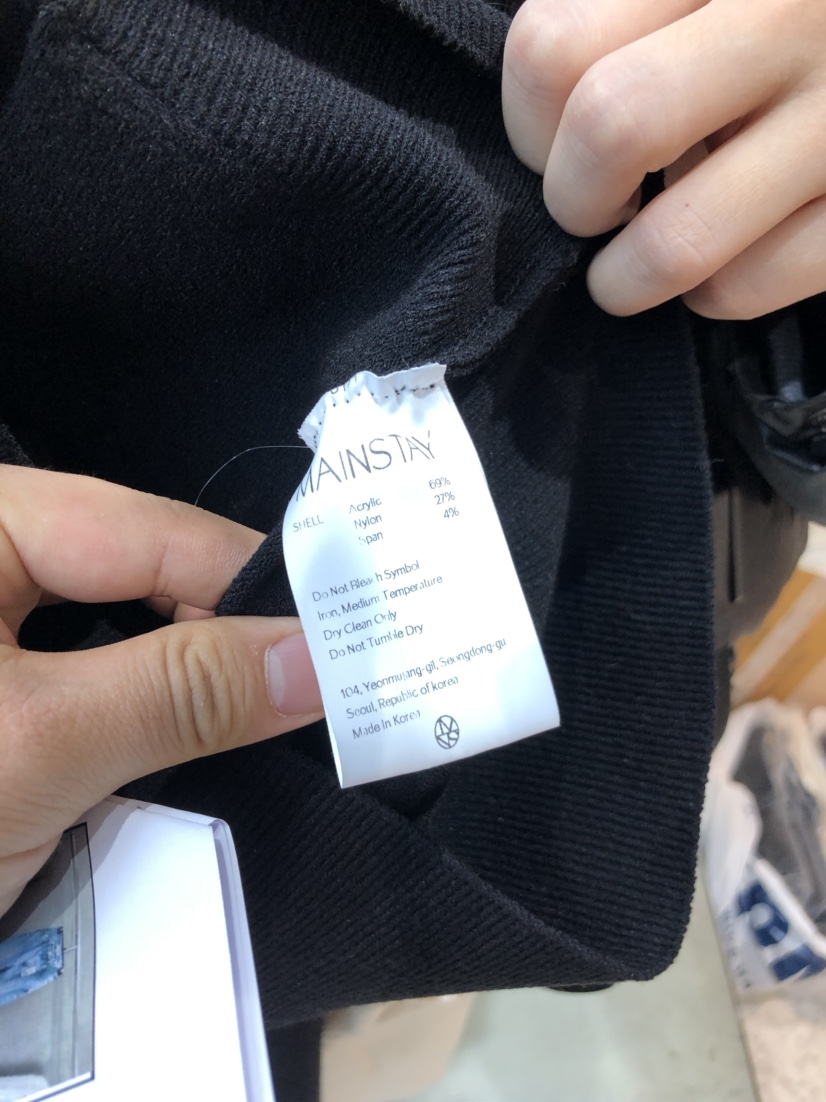 MAINSTAY
SHELL Acrylic 69%
Nylon 27%
Span 4%
Do Not Bleach Symbol
Iron, Medium Temperature
Dry Clean Only
Do Not Tumble Dry
104, Yeonmujang-gil, Seongdong-gu
Seoul, Republic of korea
Made In Korea